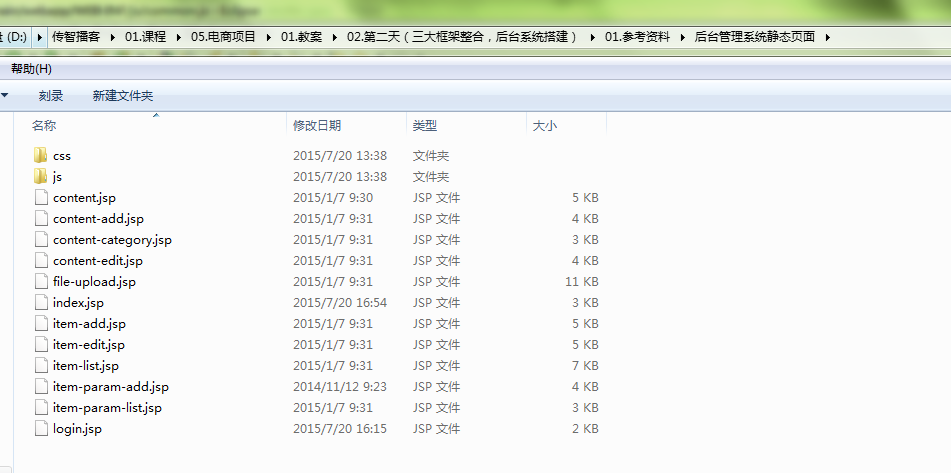 (D:) 传智播客 01.课程 05.电商项目 01.教案 02.第二天（三大框架整合，后台系统搭建） 01.参考资料 后台管理系统静态页面
帮助(H)
刻录 新建文件夹
名称 修改日期 类型 大小
css 2015/7/20 13:38 文件夹
js 2015/7/20 13:38 文件夹
content.jsp 2015/1/7 9:30 JSP 文件 5 KB
content-add.jsp 2015/1/7 9:31 JSP 文件 4 KB
content-category.jsp 2015/1/7 9:31 JSP 文件 3 KB
content-edit.jsp 2015/1/7 9:31 JSP 文件 4 KB
file-upload.jsp 2015/1/7 9:31 JSP 文件 11 KB
index.jsp 2015/7/20 16:54 JSP 文件 3 KB
item-add.jsp 2015/1/7 9:31 JSP 文件 5 KB
item-edit.jsp 2015/1/7 9:31 JSP 文件 5 KB
item-list.jsp 2015/1/7 9:31 JSP 文件 7 KB
item-param-add.jsp 2014/11/12 9:23 JSP 文件 4 KB
item-param-list.jsp 2015/1/7 9:31 JSP 文件 3 KB
login.jsp 2015/7/20 16:15 JSP 文件 2 KB